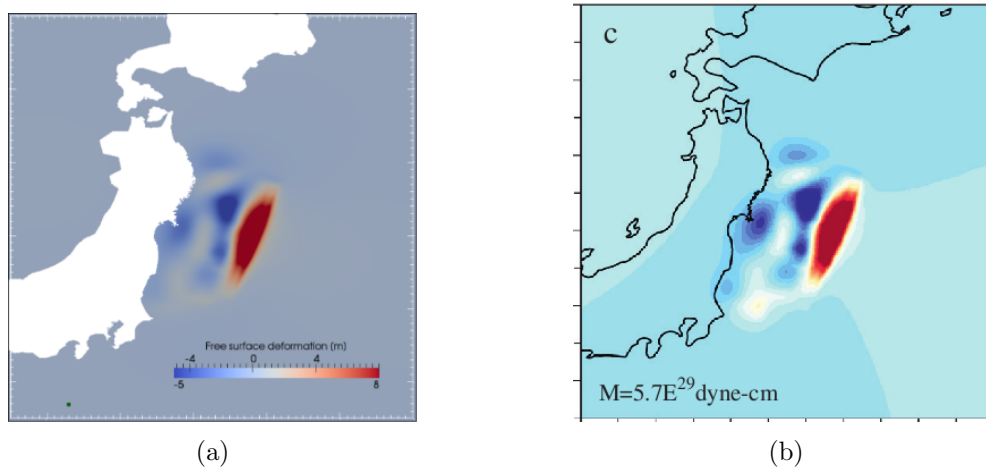 Free surface deformation (m)
-4 0 4
-5 8
(a)
c
M=5.7E²⁹dyne-cm
(b)